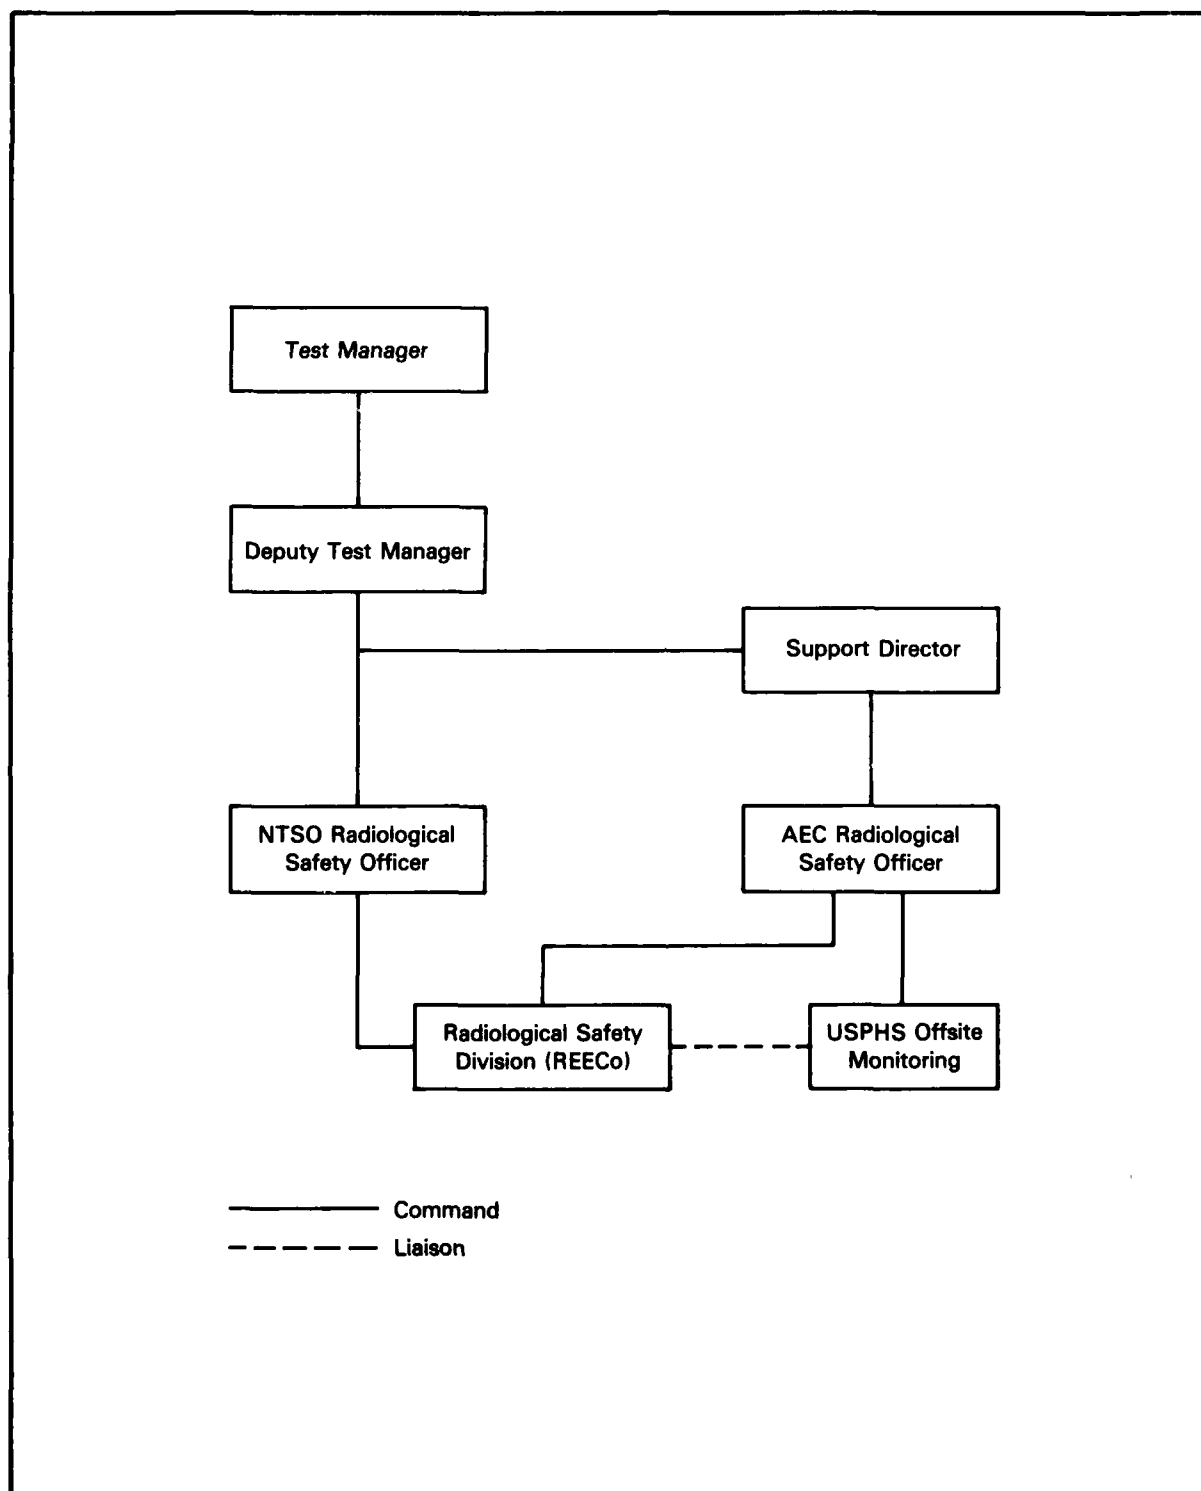 Test Manager
Deputy Test Manager
Support Director
NTSO Radiological
Safety Officer
AEC Radiological
Safety Officer
Radiological Safety
Division (REECo)
USPHS Offsite
Monitoring
Command
Liaison